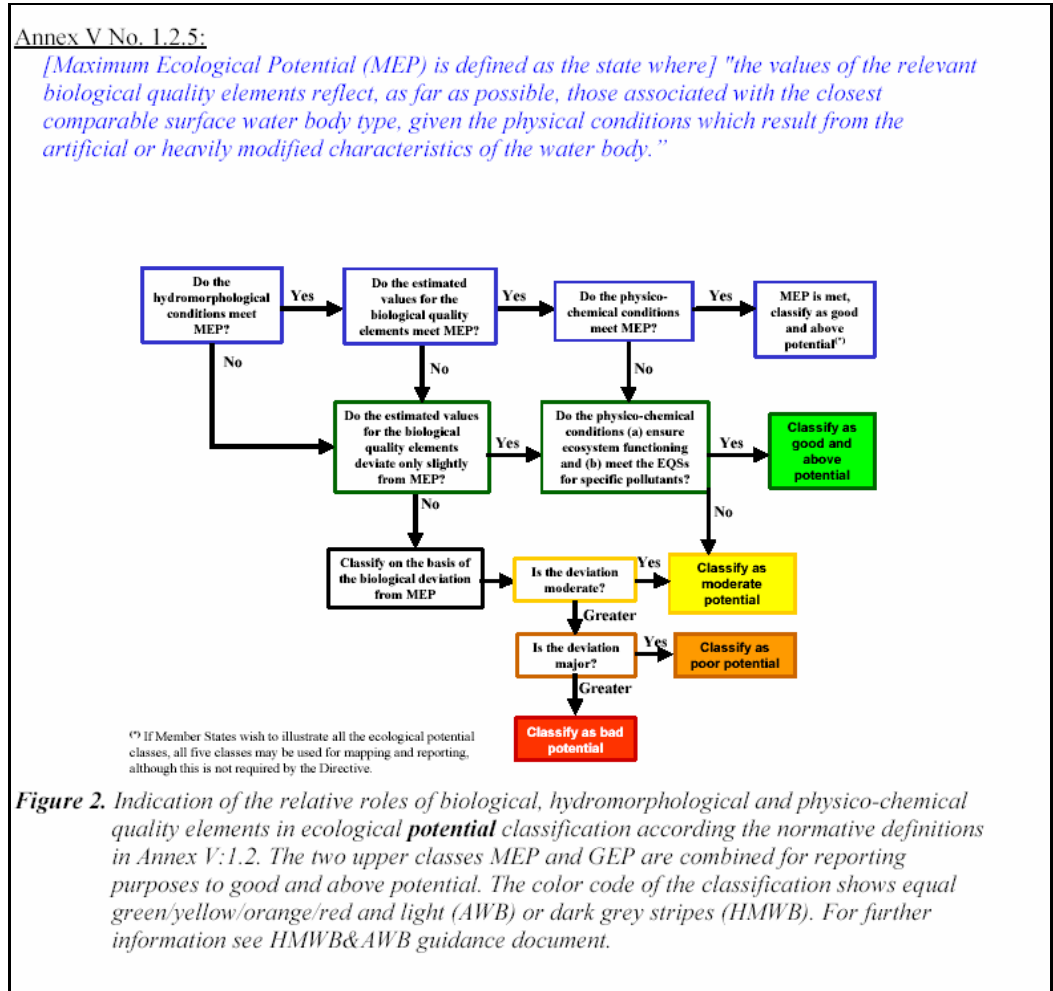 Annex V No. 1.2.5:
[Maximum Ecological Potential (MEP) is defined as the state where] "the values of the relevant
biological quality elements reflect, as far as possible, those associated with the closest
comparable surface water body type, given the physical conditions which result from the
artificial or heavily modified characteristics of the water body.”
Do the
hydromorphological
conditions meet
MEP?
Yes
Do the estimated
values for the
biological quality
elements meet MEP?
Yes
Do the physico-
chemical conditions
meet MEP?
Yes
MEP is met,
classify as good
and above
potential(*)
No
No
No
Do the estimated values
for the biological
quality elements
deviate only slightly
from MEP?
Yes
Do the physico-chemical
conditions (a) ensure
ecosystem functioning
and (b) meet the EQSs
for specific pollutants?
Yes
Classify as
good and
above
potential
No
No
Classify on the basis of
the biological deviation
from MEP
Is the deviation
moderate?
Yes
Classify as
moderate
potential
Greater
Is the deviation
major?
Yes
Classify as
poor potential
Greater
Classify as bad
potential
(*) If Member States wish to illustrate all the ecological potential
classes, all five classes may be used for mapping and reporting,
although this is not required by the Directive.
Figure 2. Indication of the relative roles of biological, hydromorphological and physico-chemical
quality elements in ecological potential classification according the normative definitions
in Annex V:1.2. The two upper classes MEP and GEP are combined for reporting
purposes to good and above potential. The color code of the classification shows equal
green/yellow/orange/red and light (AWB) or dark grey stripes (HMWB). For further
information see HMWB&AWB guidance document.